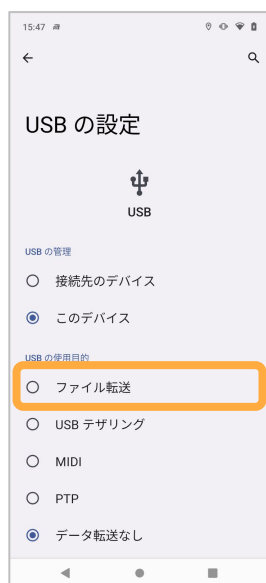 15:47
USB の設定
USB
USB の管理
接続先のデバイス
このデバイス
USB の使用目的
ファイル転送
USB テザリング
MIDI
PTP
データ転送なし